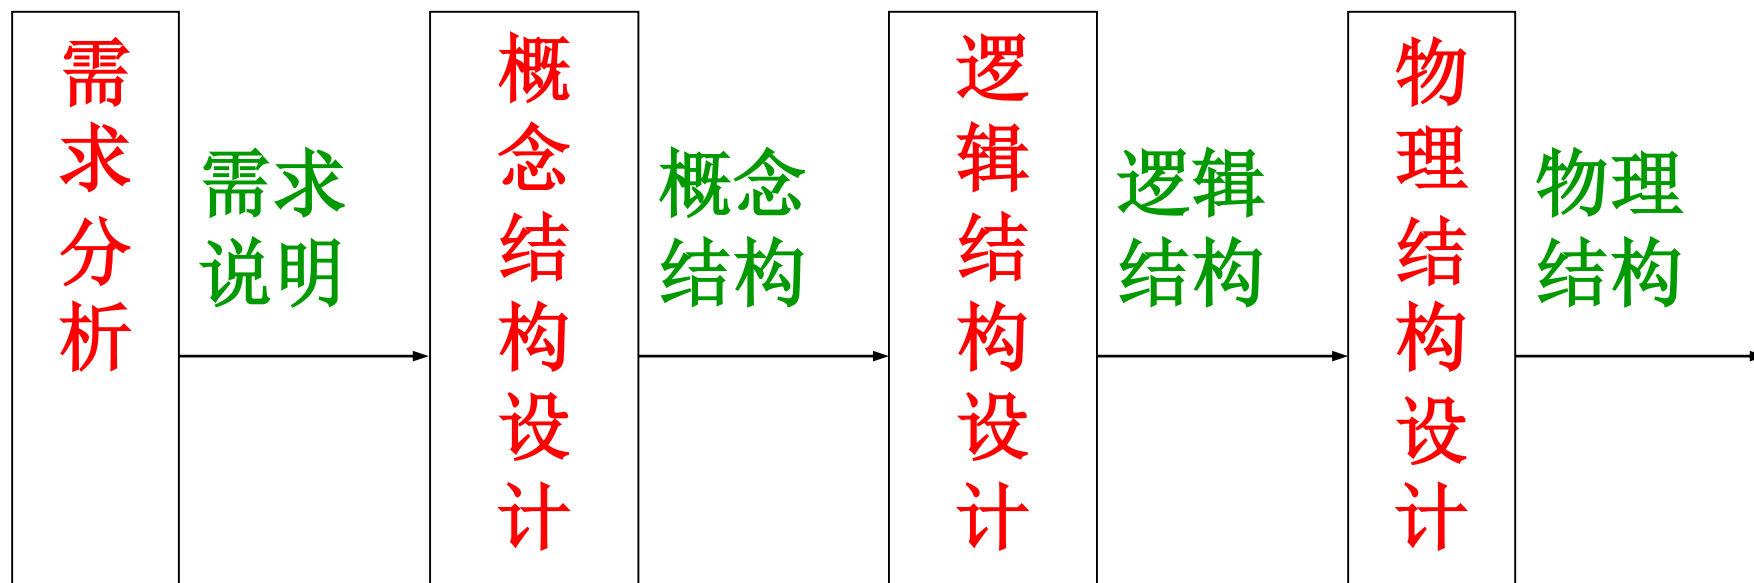 需求分析
需求
说明
概念结构设计
概念
结构
逻辑结构设计
逻辑
结构
物理结构设计
物理
结构